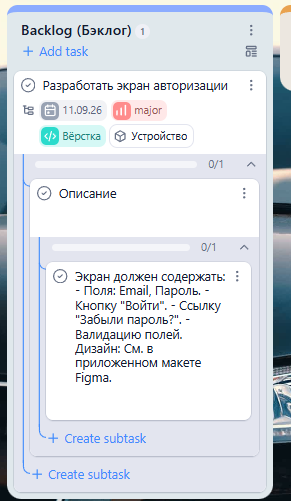 Backlog (Бэклог) 1
+ Add task
Разработать экран авторизации
11.09.26 major
Вёрстка Устройство
0/1
Описание
0/1
Экран должен содержать:
- Поля: Email, Пароль. -
Кнопку "Войти". - Ссылку
"Забыли пароль?". -
Валидацию полей.
Дизайн: См. в
приложенном макете
Figma.
+ Create subtask
+ Create subtask